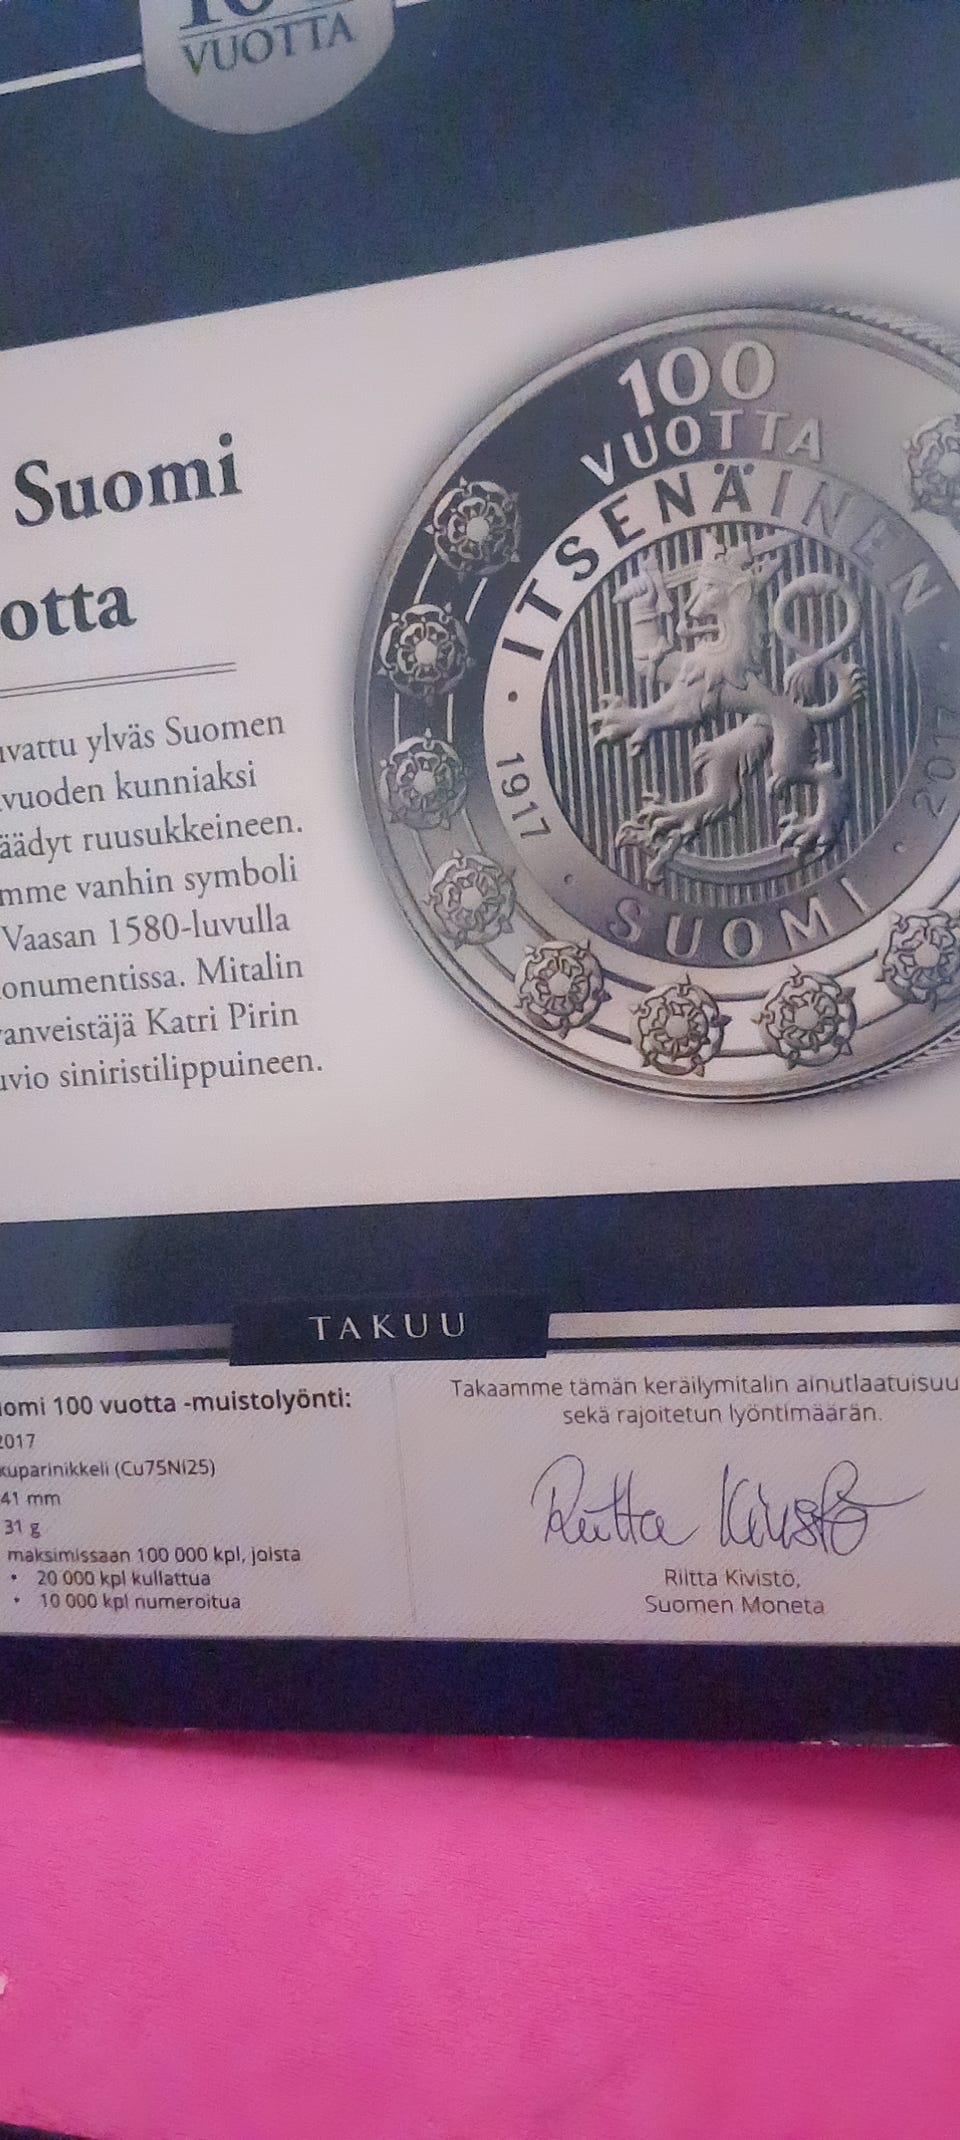 VUOTTA
100
VUOTTA
ITSENÄINEN
1917
2017
SUOMI
Suomi
otta
uvattu ylväs Suomen
vuoden kunniaksi
äädyt ruusukkeineen.
mme vanhin symboli
Vaasan 1580-luvulla
onumentissa. Mitalin
vanveistäjä Katri Pirin
uvio siniristilippuineen.
TAKUU
omi 100 vuotta -muistolyönti:
2017
kuparinikkeli (Cu75Ni25)
41 mm
31 g
maksimissaan 100 000 kpl, joista
• 20 000 kpl kullattua
• 10 000 kpl numeroitua
Takaamme tämän keräilymitalin ainutlaatuisuu
sekä rajoitetun lyöntimäärän.
Riitta Kivistö
Riitta Kivistö,
Suomen Moneta